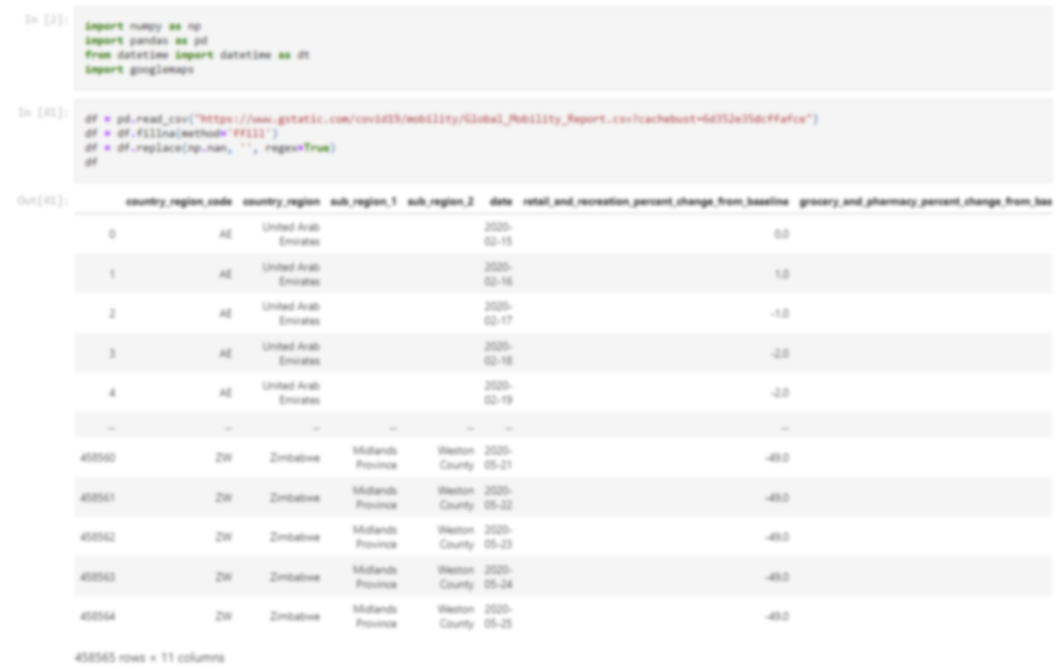 In [2]:
import numpy as np
import pandas as pd
from datetime import datetime as dt
import googlemaps
In [41]:
df = pd.read_csv("https://www.gstatic.com/covid19/mobility/Global_Mobility_Report.csv?cachebust=6d352e35dcffafce")
df = df.fillna(method='ffill')
df = df.replace(np.nan, '', regex=True)
df
Out[41]:
country_region_code country_region sub_region_1 sub_region_2 date retail_and_recreation_percent_change_from_baseline grocery_and_pharmacy_percent_change_from_bas
0 AE United Arab Emirates 2020-02-15 0.0
1 AE United Arab Emirates 2020-02-16 1.0
2 AE United Arab Emirates 2020-02-17 -1.0
3 AE United Arab Emirates 2020-02-18 -2.0
4 AE United Arab Emirates 2020-02-19 -2.0
... ... ... ... ... ... ...
458560 ZW Zimbabwe Midlands Province Weston County 2020-05-21 -49.0
458561 ZW Zimbabwe Midlands Province Weston County 2020-05-22 -49.0
458562 ZW Zimbabwe Midlands Province Weston County 2020-05-23 -49.0
458563 ZW Zimbabwe Midlands Province Weston County 2020-05-24 -49.0
458564 ZW Zimbabwe Midlands Province Weston County 2020-05-25 -49.0
458565 rows × 11 columns